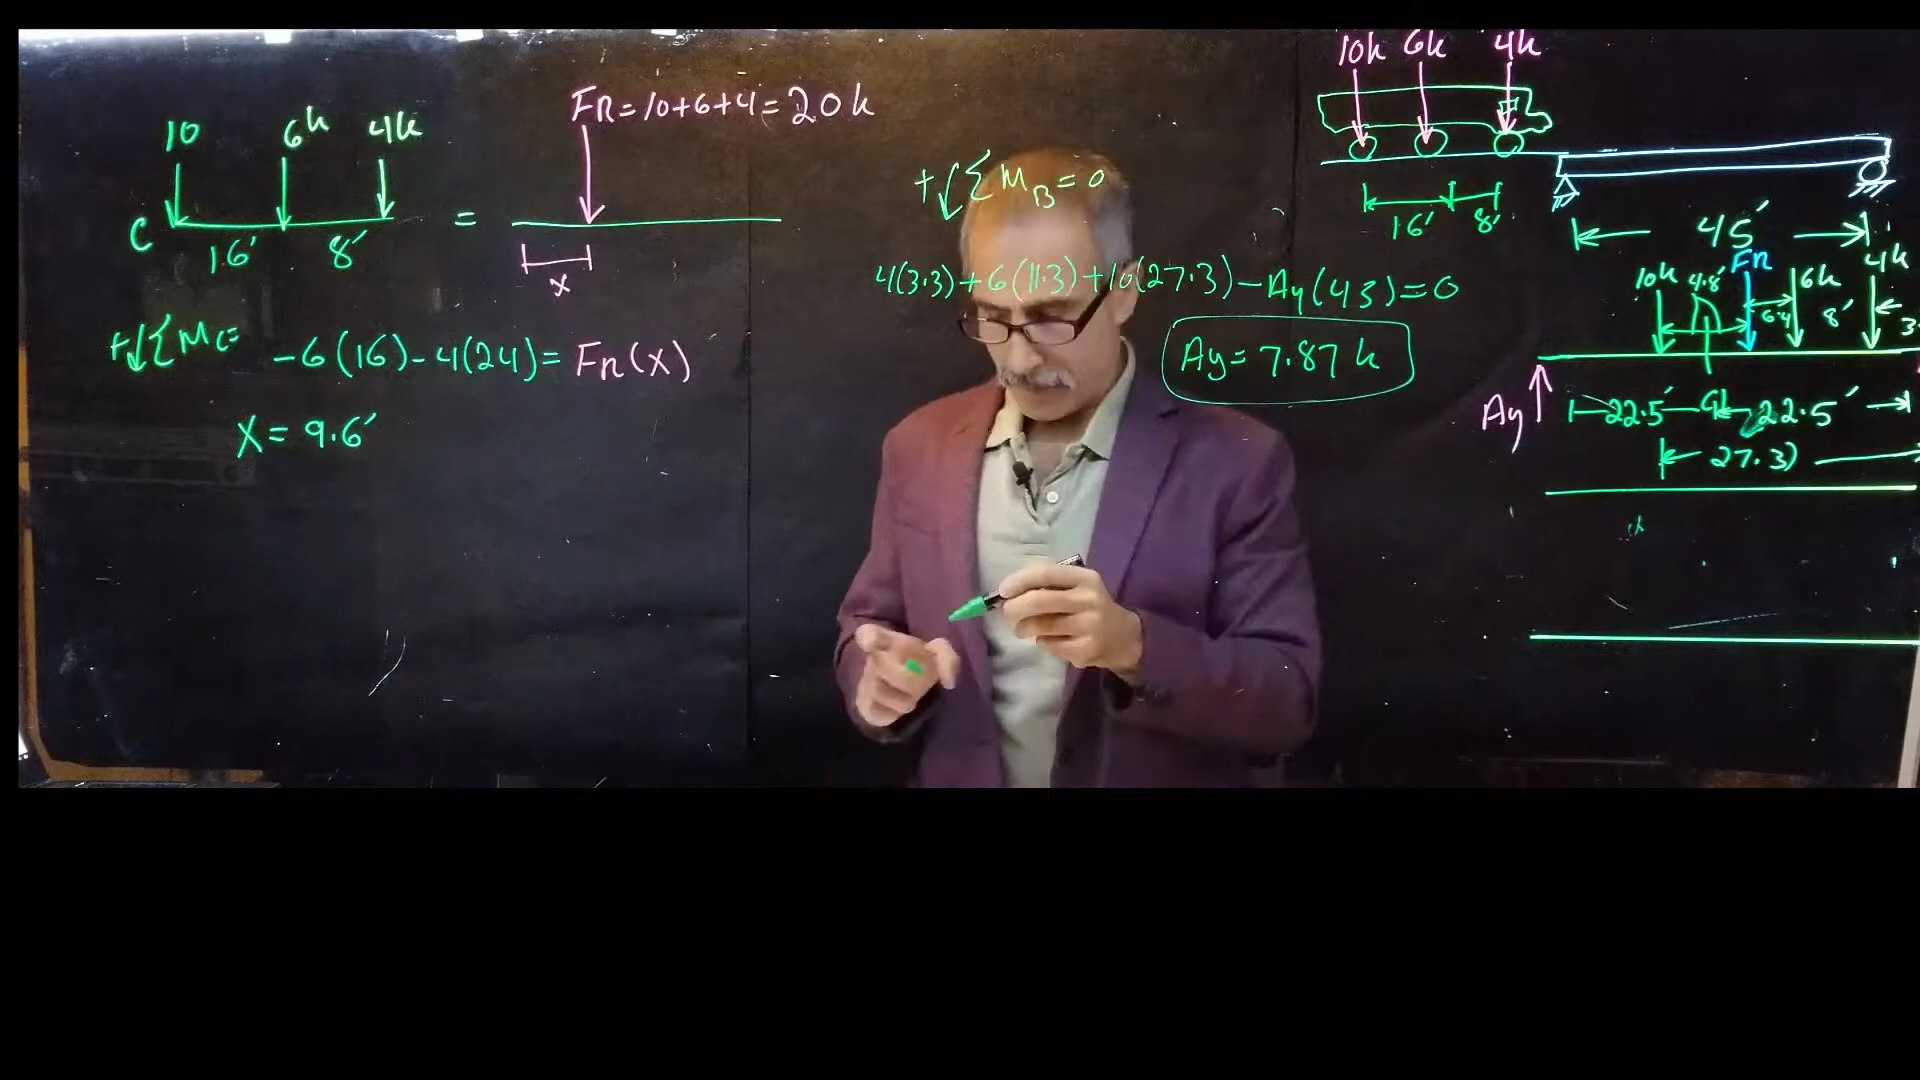 10 6k 4k
C 16' 8'
=
FR=10+6+4=20k
x
+ΣMc=
-6(16)-4(24)=FR(x)
x=9.6'
+ΣMB=0
4(3.3)+6(11.3)+10(27.3)-Ay(45)=0
Ay=7.87k
10k 6k 4k
16' 8'
45'
10k 4.8' FR 6k 4k
6.4 8'
Ay
22.5' 22.5'
27.3)